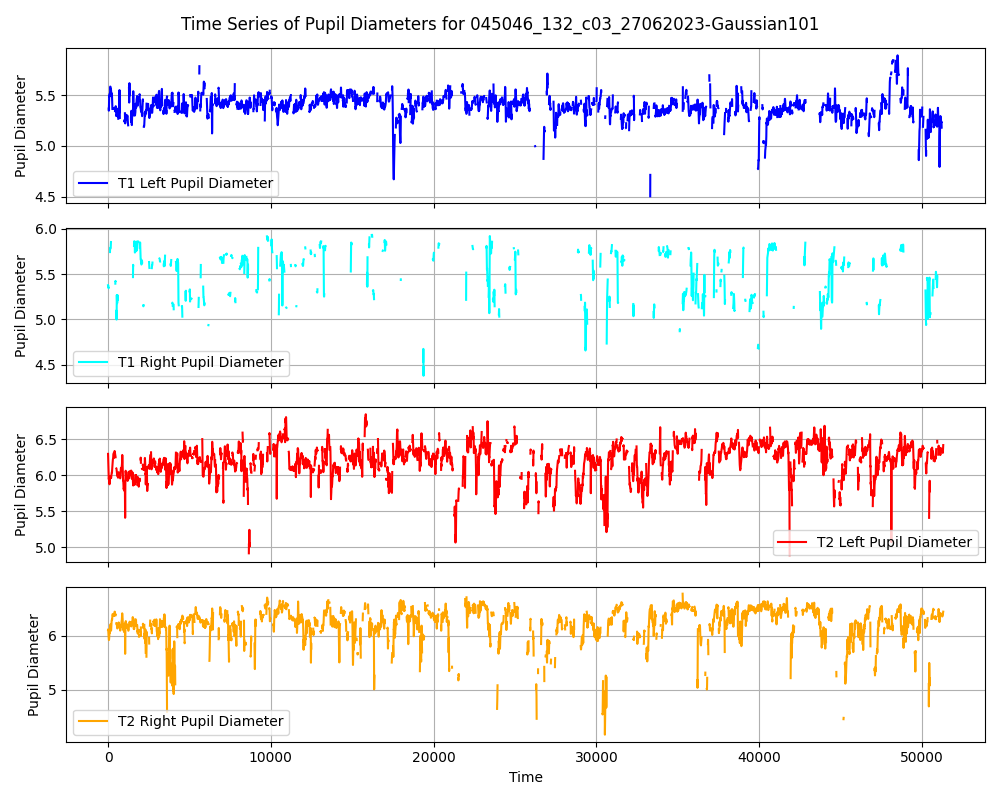 Time Series of Pupil Diameters for 045046_132_c03_27062023-Gaussian101
Pupil Diameter
5.5
5.0
4.5
T1 Left Pupil Diameter
Pupil Diameter
6.0
5.5
5.0
4.5
T1 Right Pupil Diameter
Pupil Diameter
6.5
6.0
5.5
5.0
T2 Left Pupil Diameter
Pupil Diameter
6
5
T2 Right Pupil Diameter
0 10000 20000 30000 40000 50000
Time